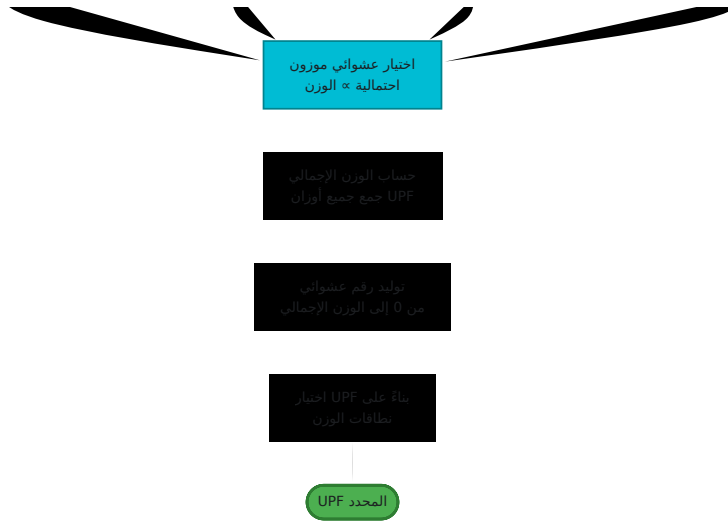 اختيار عشوائي موزون
احتمالية ∝ الوزن
حساب الوزن الإجمالي
جمع جميع أوزان UPF
توليد رقم عشوائي
من 0 إلى الوزن الإجمالي
اختيار UPF بناءً على
نطاقات الوزن
UPF المحدد